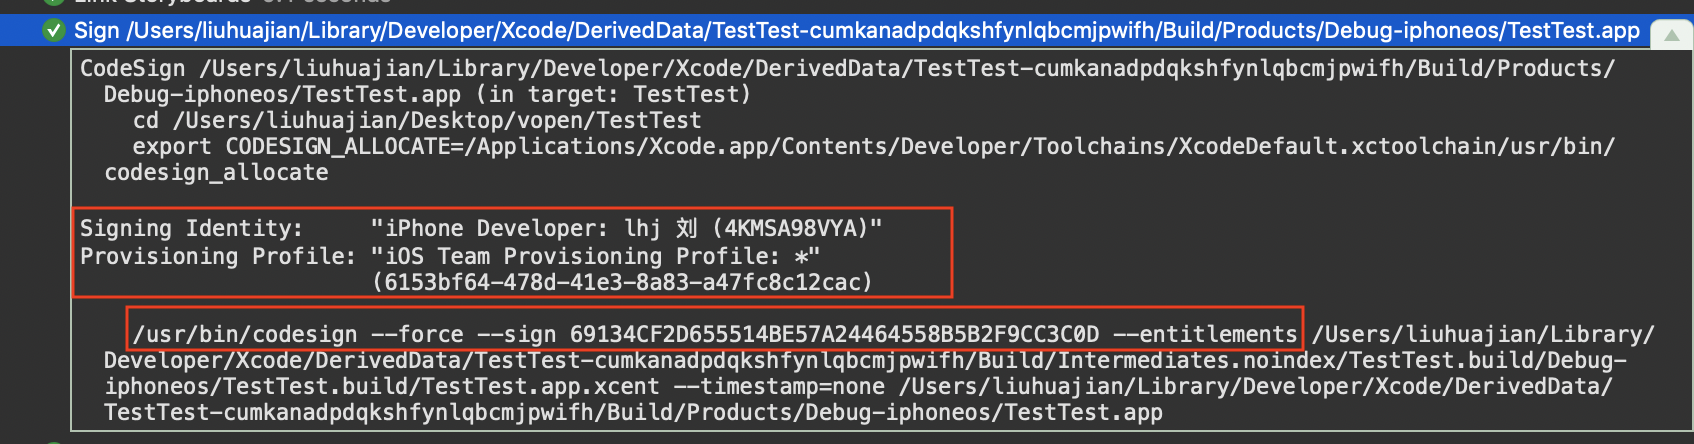 Sign /Users/liuhuajian/Library/Developer/Xcode/DerivedData/TestTest-cumkanadpdqkshfynlqbcmjpwifh/Build/Products/Debug-iphoneos/TestTest.app
CodeSign /Users/liuhuajian/Library/Developer/Xcode/DerivedData/TestTest-cumkanadpdqkshfynlqbcmjpwifh/Build/Products/
Debug-iphoneos/TestTest.app (in target: TestTest)
cd /Users/liuhuajian/Desktop/vopen/TestTest
export CODESIGN_ALLOCATE=/Applications/Xcode.app/Contents/Developer/Toolchains/XcodeDefault.xctoolchain/usr/bin/
codesign_allocate
Signing Identity: "iPhone Developer: lhj 刘 (4KMSA98VYA)"
Provisioning Profile: "iOS Team Provisioning Profile: *"
(6153bf64-478d-41e3-8a83-a47fc8c12cac)
/usr/bin/codesign --force --sign 69134CF2D655514BE57A24464558B5B2F9CC3C0D --entitlements /Users/liuhuajian/Library/
Developer/Xcode/DerivedData/TestTest-cumkanadpdqkshfynlqbcmjpwifh/Build/Intermediates.noindex/TestTest.build/Debug-
iphoneos/TestTest.build/TestTest.app.xcent --timestamp=none /Users/liuhuajian/Library/Developer/Xcode/DerivedData/
TestTest-cumkanadpdqkshfynlqbcmjpwifh/Build/Products/Debug-iphoneos/TestTest.app